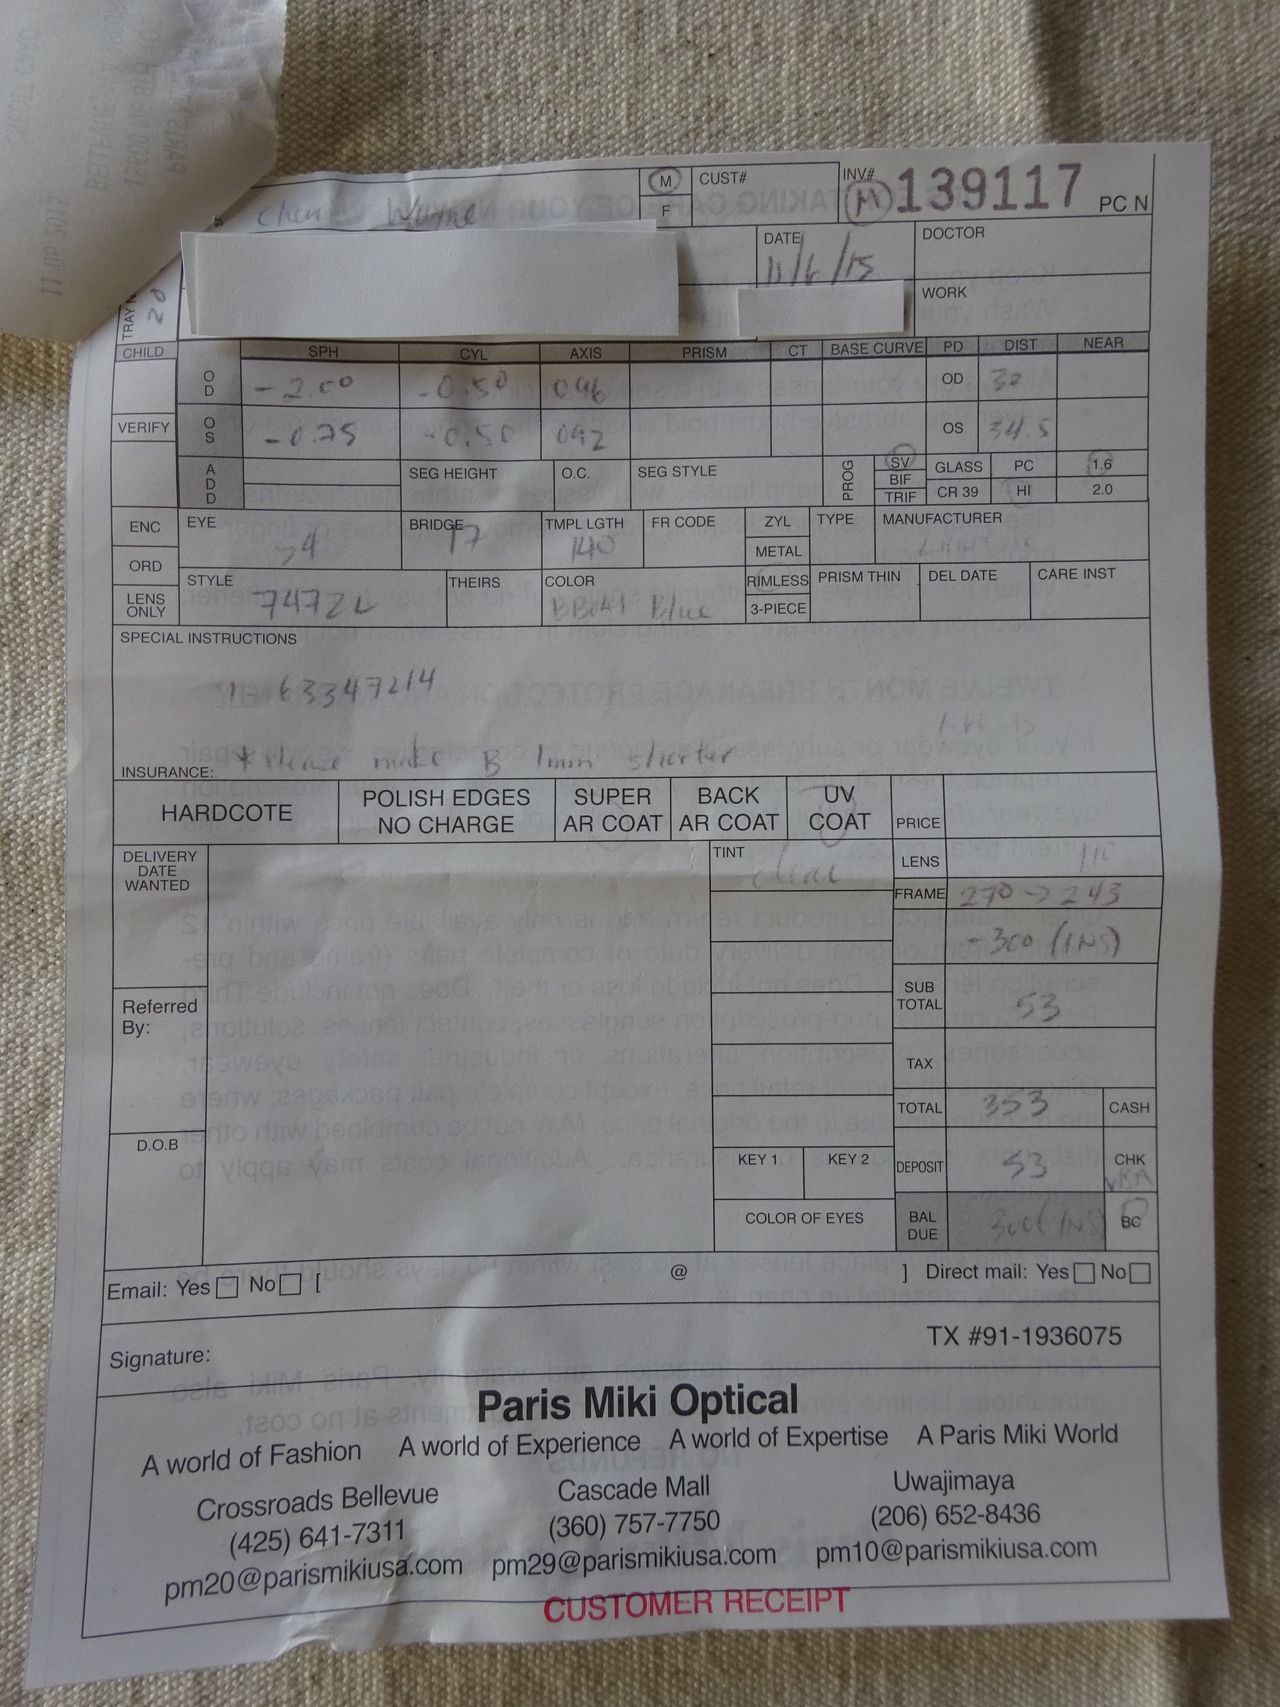 M
F
CUST#
INV# M 139117 PC N
Chen Wayne
DATE 11/6/15
DOCTOR
WORK
TRAY 20
CHILD SPH CYL AXIS PRISM CT BASE CURVE PD DIST NEAR
OD -2.00 -0.50 096 OD 32
VERIFY OS -0.75 -0.50 092 OS 34.5
ADD SEG HEIGHT O.C. SEG STYLE PROG SV GLASS PC 1.6
BIF
TRIF CR 39 HI 2.0
ENC EYE 54 BRIDGE 17 TMPL LGTH 140 FR CODE ZYL TYPE MANUFACTURER
METAL
ORD
LENS ONLY STYLE 7472L THEIRS COLOR Blue RIMLESS PRISM THIN DEL DATE CARE INST
3-PIECE
SPECIAL INSTRUCTIONS
63347214
* Please make B 1mm shorter
INSURANCE:
HARDCOTE POLISH EDGES NO CHARGE SUPER AR COAT BACK AR COAT UV COAT PRICE
DELIVERY DATE WANTED
TINT clear
LENS 110
FRAME 270 → 243
-300 (INS)
SUB TOTAL 53
Referred By:
TAX
TOTAL 353 CASH
D.O.B
KEY 1 KEY 2 DEPOSIT 53 CHK
COLOR OF EYES BAL DUE 300 (INS) BC
Email: Yes No [ @ ] Direct mail: Yes No
TX #91-1936075
Signature:
Paris Miki Optical
A world of Fashion A world of Experience A world of Expertise A Paris Miki World
Crossroads Bellevue Cascade Mall Uwajimaya
(425) 641-7311 (360) 757-7750 (206) 652-8436
pm20@parismikiusa.com pm29@parismikiusa.com pm10@parismikiusa.com
CUSTOMER RECEIPT